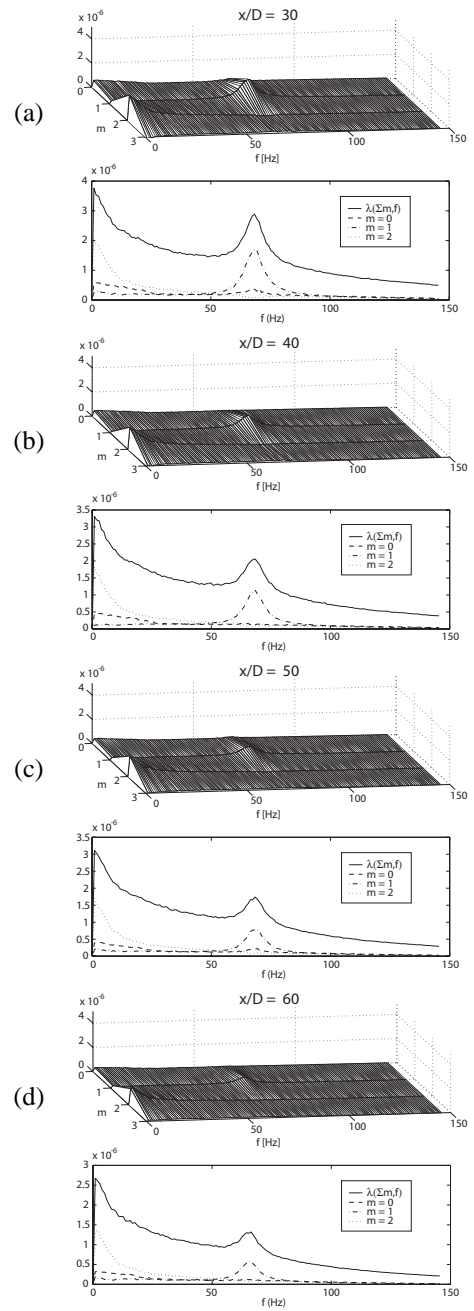 x/D = 30
x 10⁻⁶
4
2
0
0
1
2
3
m
0
50
100
150
f [Hz]
(a)
x 10⁻⁶
4
3
2
1
0
0
50
100
150
f (Hz)
λ(Σm,f)
m = 0
m = 1
m = 2
x/D = 40
x 10⁻⁶
4
2
0
0
1
2
3
m
0
50
100
150
f [Hz]
(b)
x 10⁻⁶
3.5
3
2.5
2
1.5
1
0.5
0
0
50
100
150
f (Hz)
λ(Σm,f)
m = 0
m = 1
m = 2
x/D = 50
x 10⁻⁶
4
2
0
0
1
2
3
m
0
50
100
150
f [Hz]
(c)
x 10⁻⁶
3.5
3
2.5
2
1.5
1
0.5
0
0
50
100
150
f (Hz)
λ(Σm,f)
m = 0
m = 1
m = 2
x/D = 60
x 10⁻⁶
4
2
0
0
1
2
3
m
0
50
100
150
f [Hz]
(d)
x 10⁻⁶
3
2.5
2
1.5
1
0.5
0
0
50
100
150
f (Hz)
λ(Σm,f)
m = 0
m = 1
m = 2